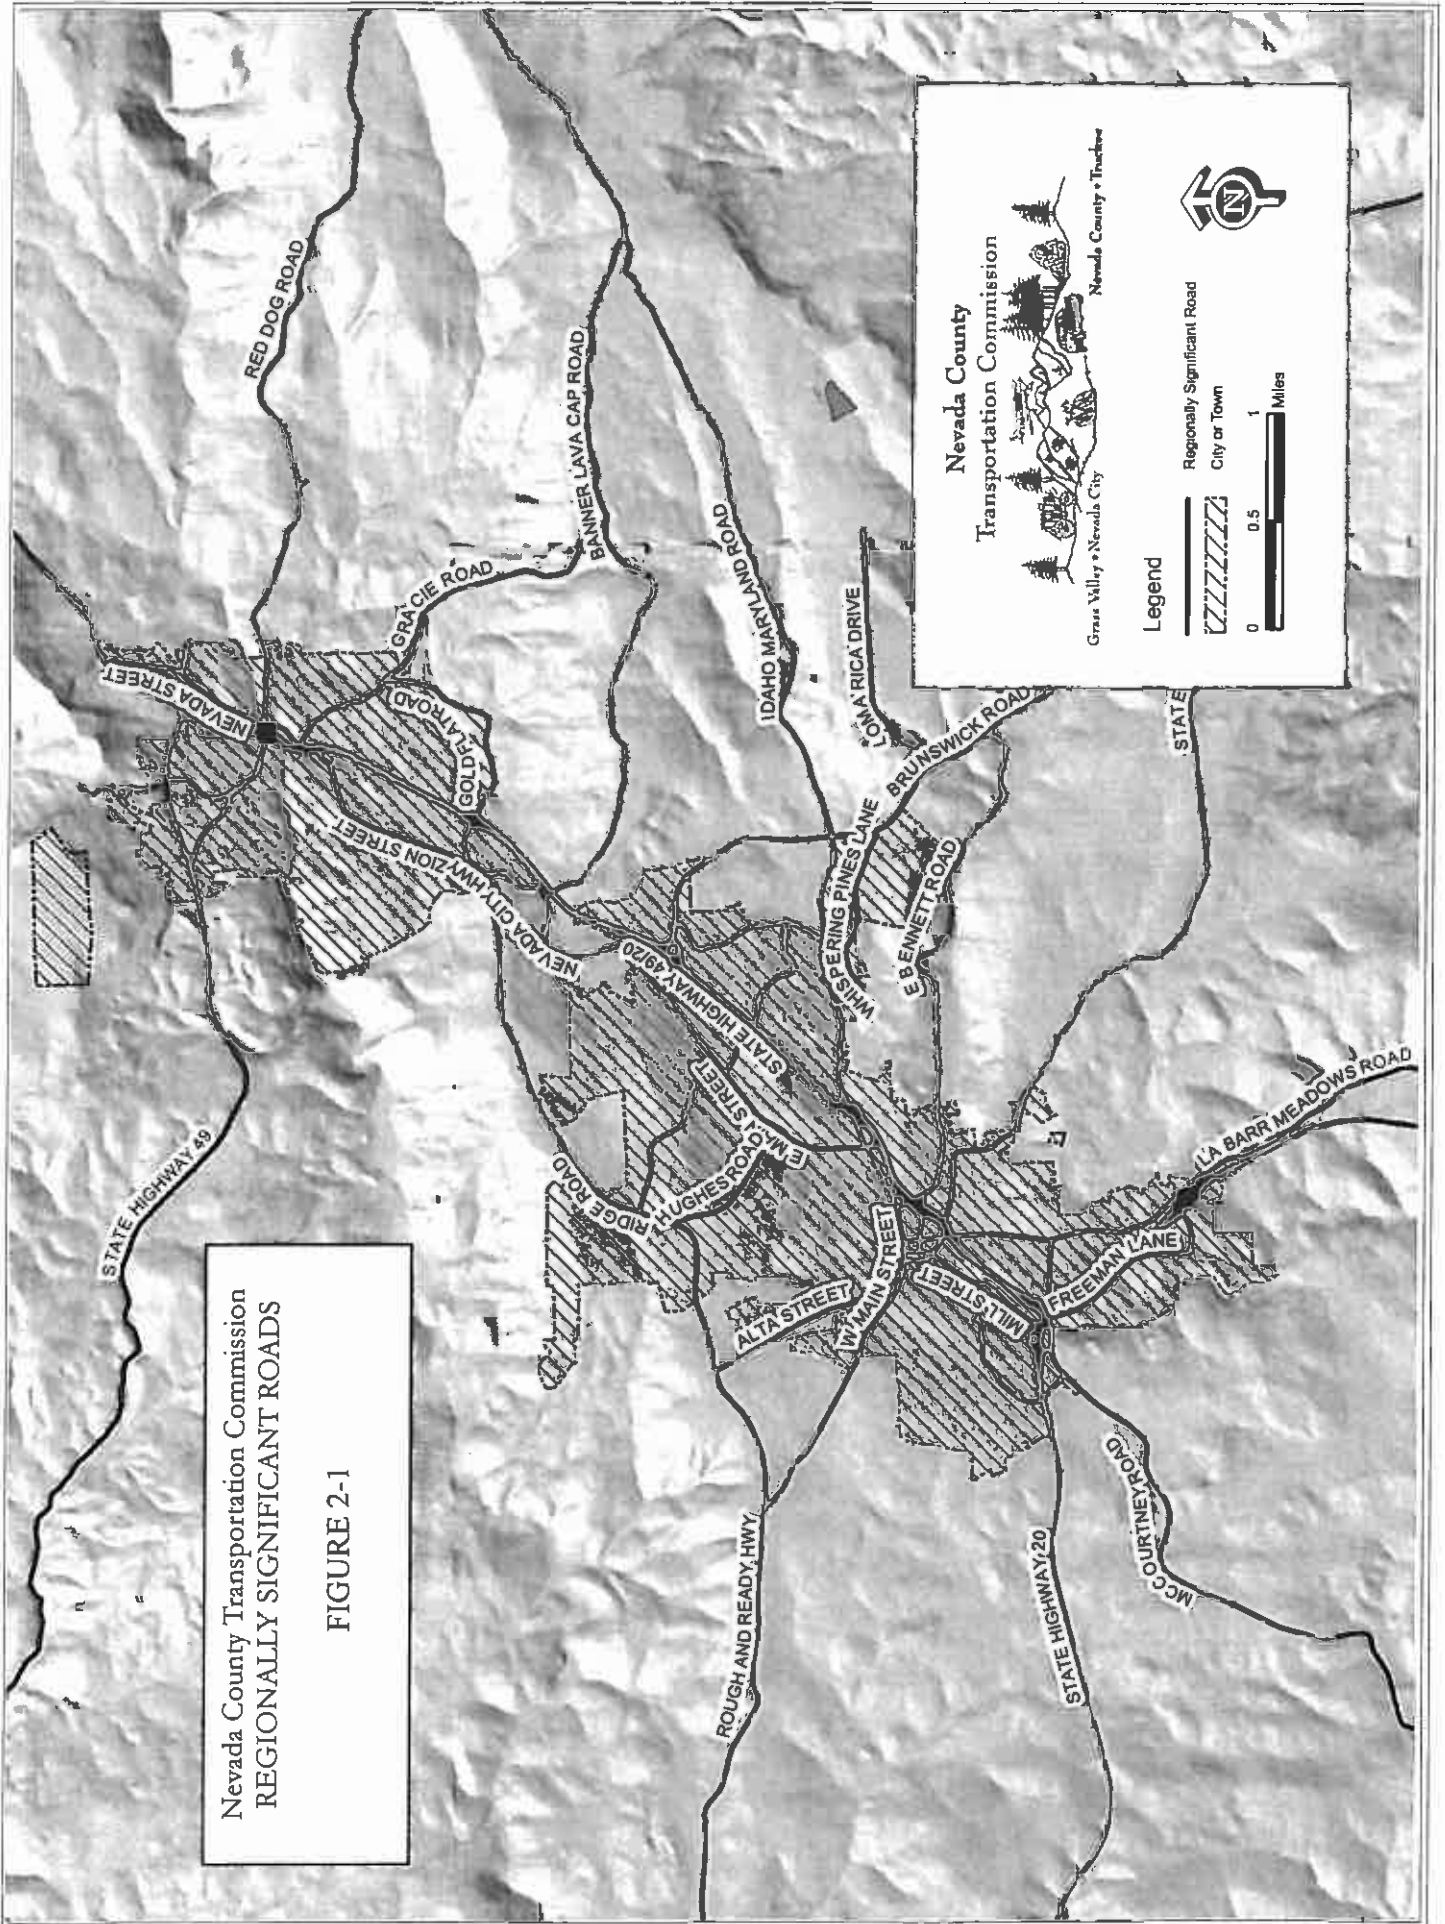 Nevada County Transportation Commission
REGIONALLY SIGNIFICANT ROADS
FIGURE 2-1
STATE HIGHWAY 49
NEVADA STREET
RED DOG ROAD
GRACIE ROAD
GOLD FLAT ROAD
ZION STREET
NEVADA CITY HWY
BANNER LAVA CAP ROAD
IDAHO MARYLAND ROAD
LOMA RICA DRIVE
BRUNSWICK ROAD
WHISPERING PINES LANE
E BENNETT ROAD
STATE HIGHWAY 49/20
E MAIN STREET
HUGHES ROAD
RIDGE ROAD
ALTA STREET
W MAIN STREET
MILL STREET
FREEMAN LANE
LA BARR MEADOWS ROAD
ROUGH AND READY HWY
STATE HIGHWAY 20
MCCOURTNEY ROAD
STATE
Nevada County
Transportation Commission
Grass Valley • Nevada City
Nevada County • Truckee
Legend
Regionally Significant Road
City or Town
0 0.5 1
Miles
N